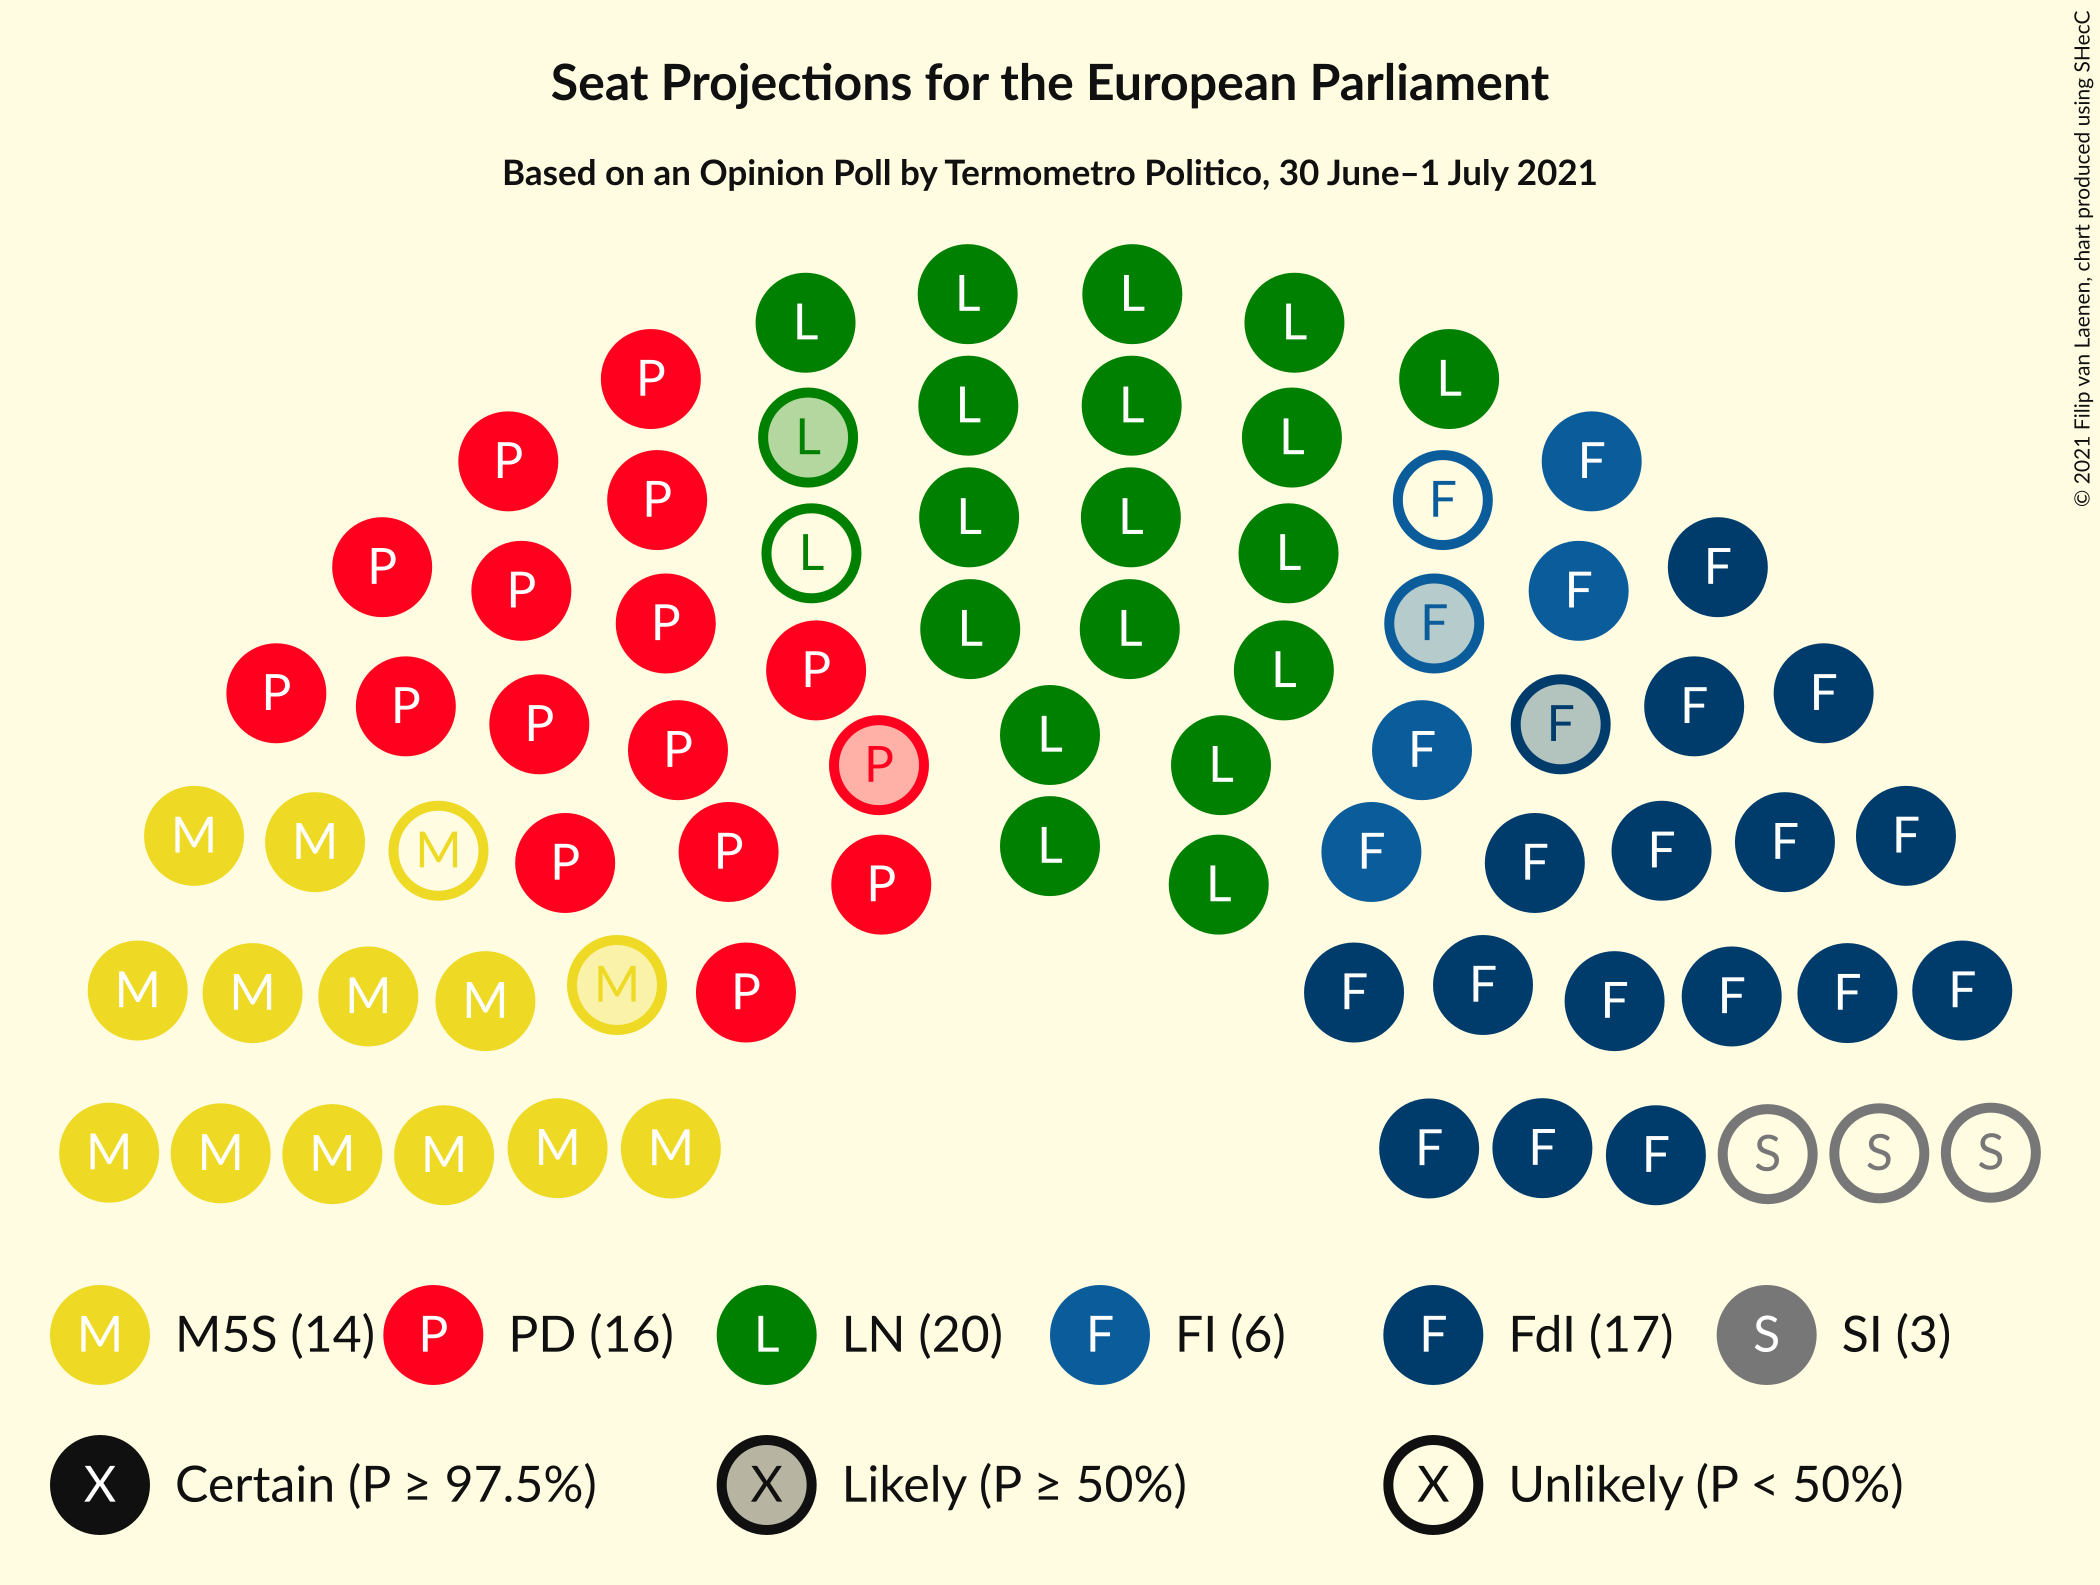 Seat Projections for the European Parliament
Based on an Opinion Poll by Termometro Politico, 30 June–1 July 2021
© 2021 Filip van Laenen, chart produced using SHecC
L L
L L
P L
L L
L L
P F
P P F
L L
L L
P F
P F
P F
P F
L L
P L
P F
P F
P F
L
P F
P F
P L
M F
M F
L
M F
P F
P F
P L
P F
M F
M F
M F
M F
M F
M F
M F
M F
M F
M F
M S
M S
M S
M M5S (14) P PD (16) L LN (20) F FI (6) F FdI (17) S SI (3)
X Certain (P ≥ 97.5%) X Likely (P ≥ 50%) X Unlikely (P < 50%)